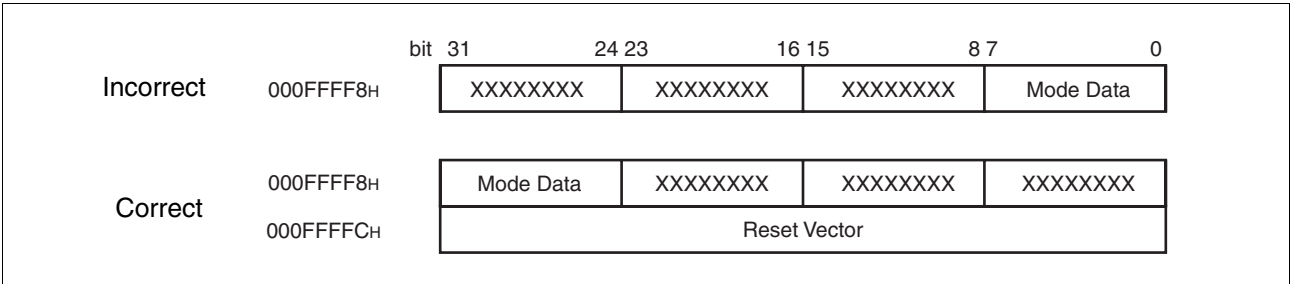 bit 31 24 23 16 15 8 7 0
Incorrect 000FFFF8H XXXXXXXX XXXXXXXX XXXXXXXX Mode Data
000FFFF8H Mode Data XXXXXXXX XXXXXXXX XXXXXXXX
Correct
000FFFFCH Reset Vector